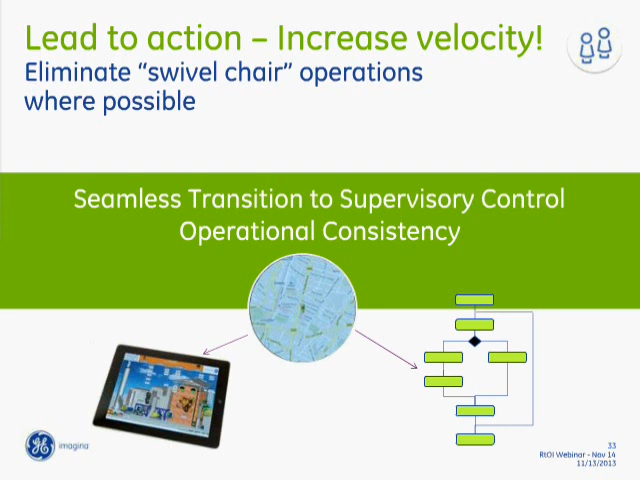 Lead to action – Increase velocity!
Eliminate “swivel chair” operations
where possible
Seamless Transition to Supervisory Control
Operational Consistency
imagina
33
RtOI Webinar - Nov 14
11/13/2013